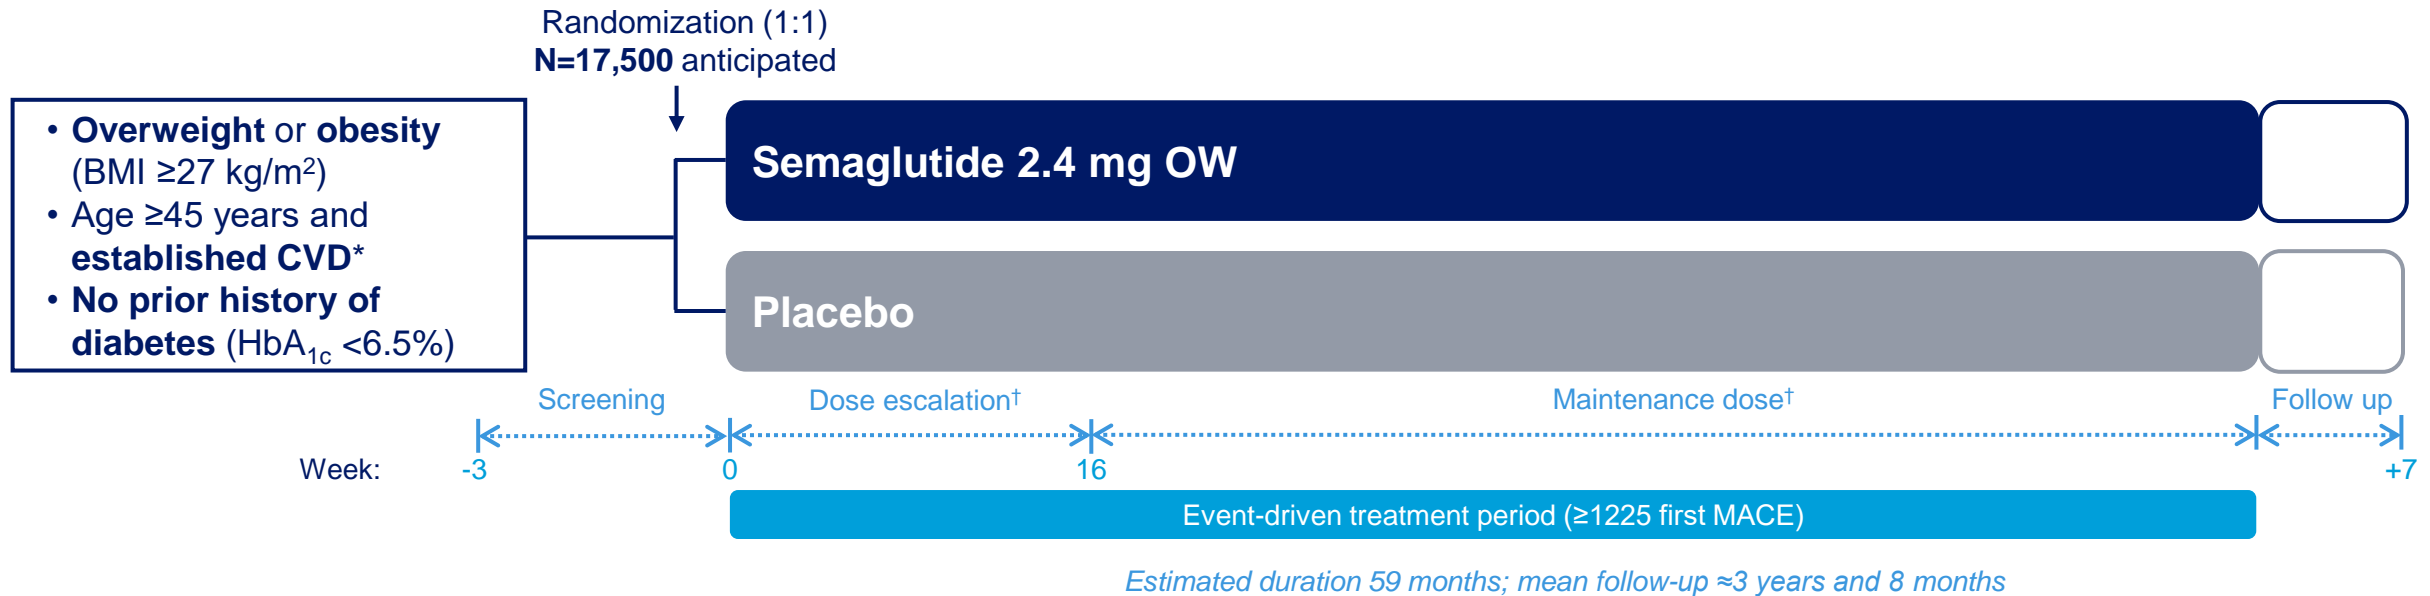 Randomization (1:1)
N=17,500 anticipated
• Overweight or obesity
(BMI ≥27 kg/m²)
• Age ≥45 years and
established CVD*
• No prior history of
diabetes (HbA₁c <6.5%)
Semaglutide 2.4 mg OW
Placebo
Screening
Dose escalation†
Maintenance dose†
Follow up
Week: -3 0 16 +7
Event-driven treatment period (≥1225 first MACE)
Estimated duration 59 months; mean follow-up ≈3 years and 8 months